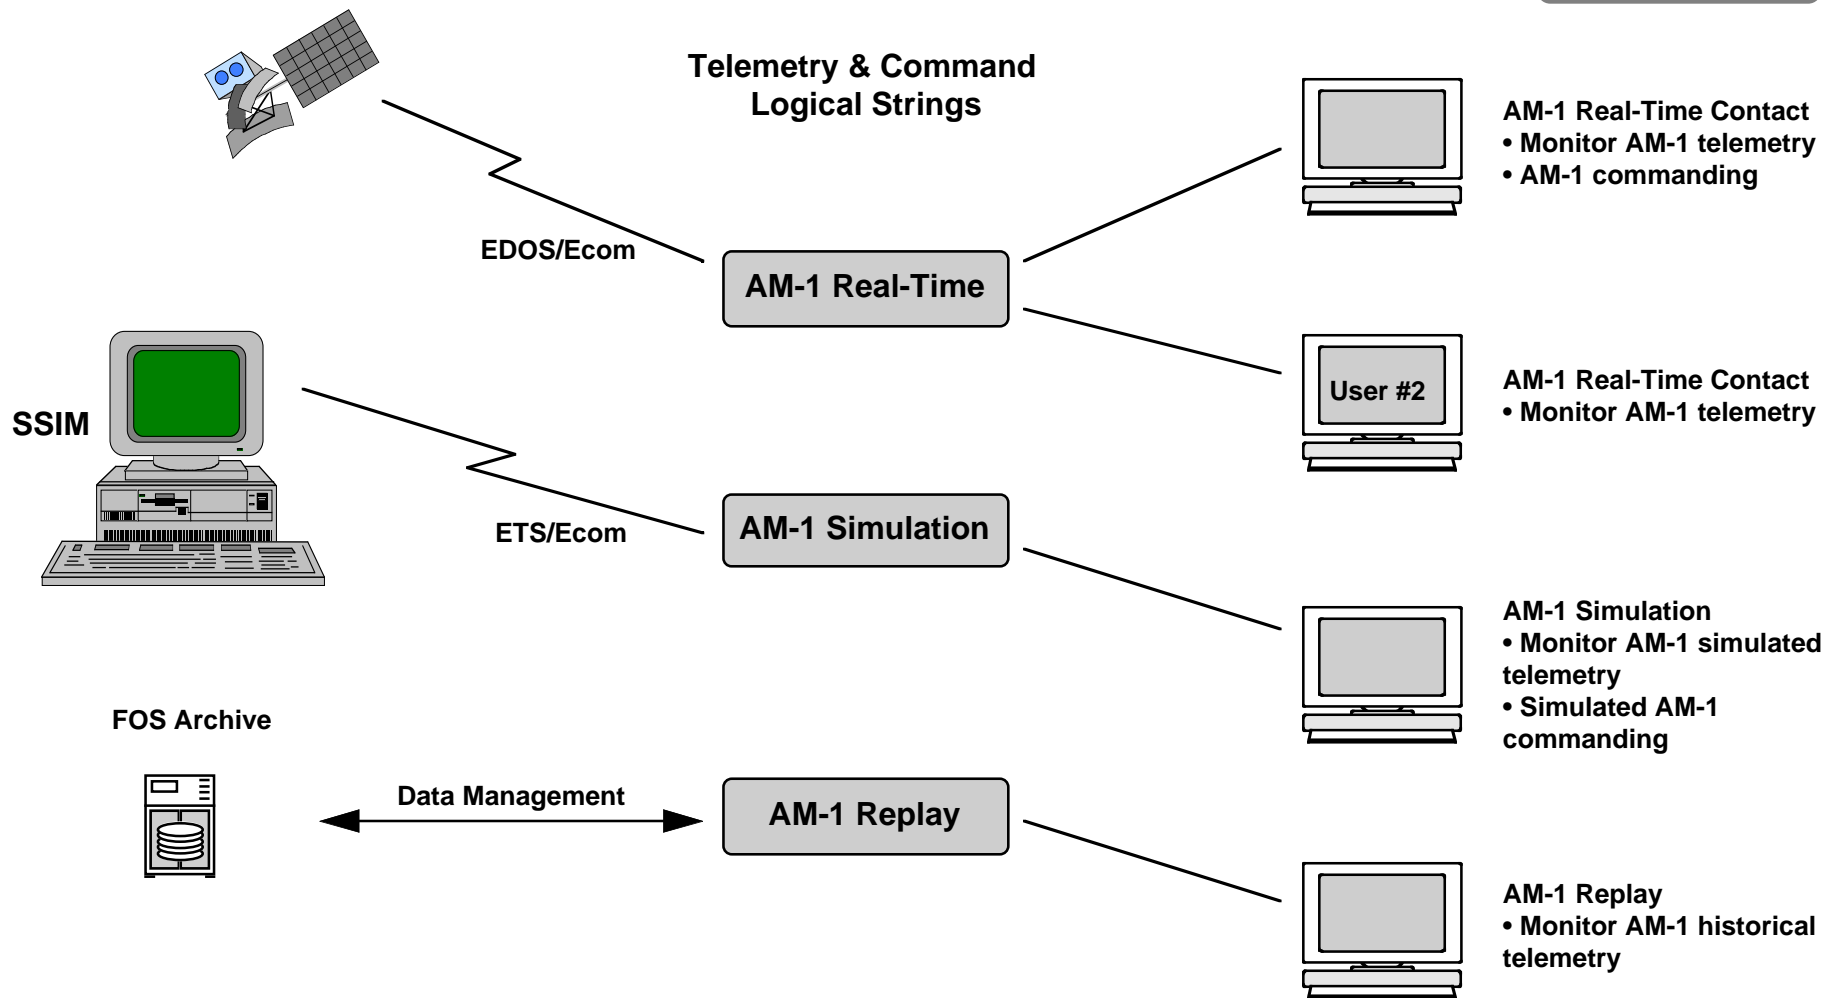 Telemetry & Command
Logical Strings
AM-1 Real-Time Contact
• Monitor AM-1 telemetry
• AM-1 commanding
EDOS/Ecom
AM-1 Real-Time
User #2
AM-1 Real-Time Contact
• Monitor AM-1 telemetry
SSIM
ETS/Ecom
AM-1 Simulation
AM-1 Simulation
• Monitor AM-1 simulated
telemetry
• Simulated AM-1
commanding
FOS Archive
Data Management
AM-1 Replay
AM-1 Replay
• Monitor AM-1 historical
telemetry